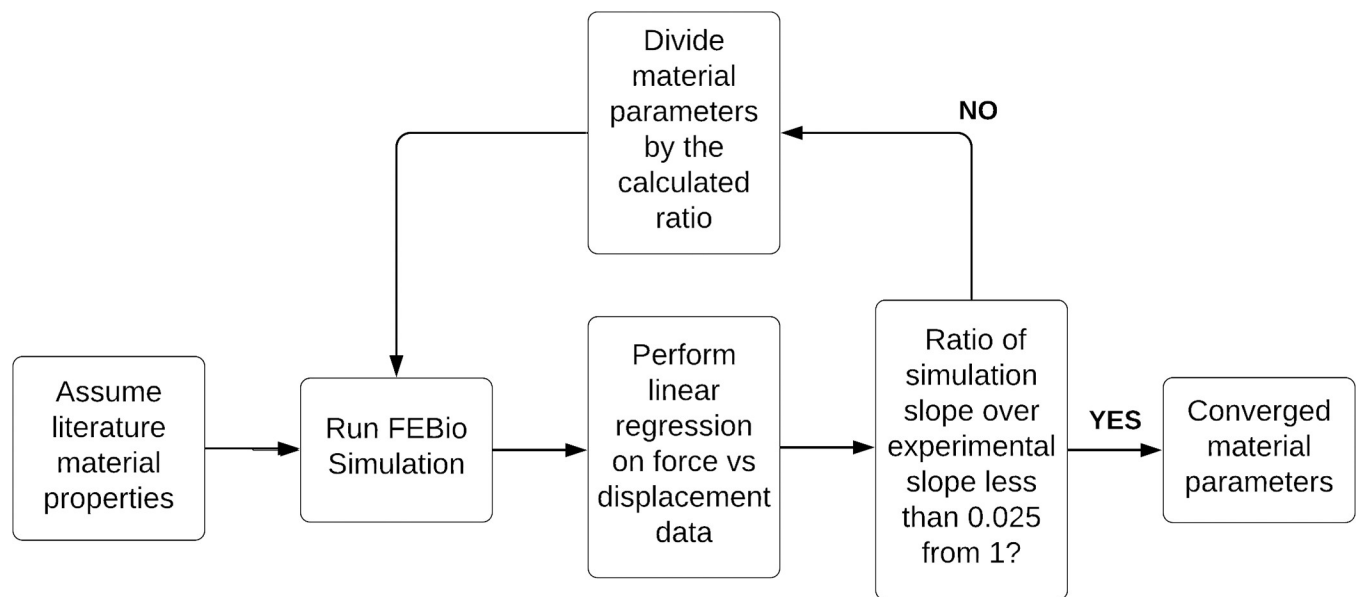 Divide
material
parameters
by the
calculated
ratio
NO
Assume
literature
material
properties
Run FEBio
Simulation
Perform
linear
regression
on force vs
displacement
data
Ratio of
simulation
slope over
experimental
slope less
than 0.025
from 1?
YES
Converged
material
parameters